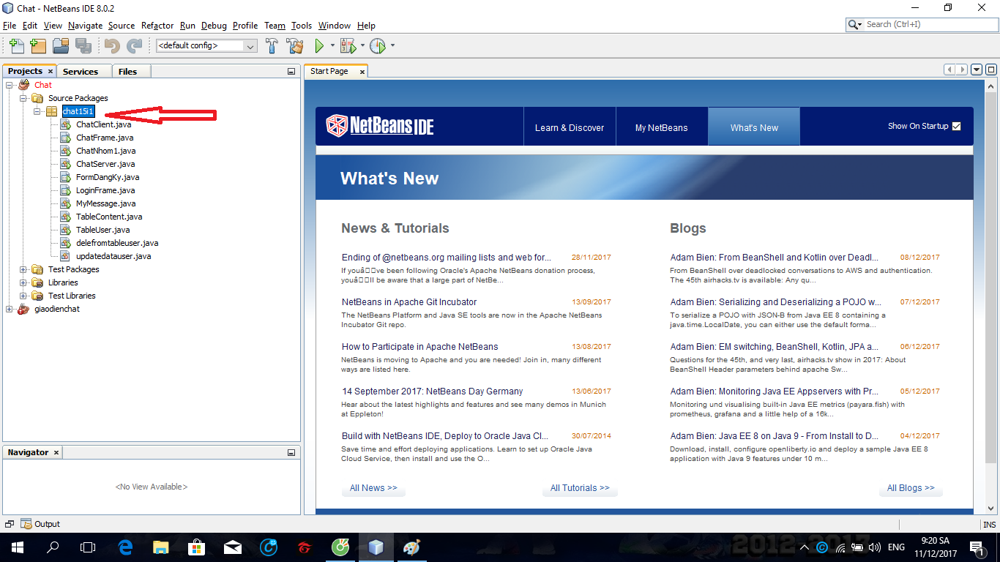 Chat - NetBeans IDE 8.0.2
File Edit View Navigate Source Refactor Run Debug Profile Team Tools Window Help
Search (Ctrl+I)
<default config>
Projects Services Files
Chat
Source Packages
chat15i1
ChatClient.java
ChatFrame.java
ChatNhom1.java
ChatServer.java
FormDangKy.java
LoginFrame.java
MyMessage.java
TableContent.java
TableUser.java
delefromtableuser.java
updatedatauser.java
Test Packages
Libraries
Test Libraries
giaodienchat
Navigator
<No View Available>
Start Page
NetBeans IDE
Learn & Discover
My NetBeans
What's New
Show On Startup
What's New
News & Tutorials
Ending of @netbeans.org mailing lists and web for... 28/11/2017
If youâ��ve been following Oracle's Apache NetBeans donation process,
youâ��ll be aware that a large part of NetBe...
NetBeans in Apache Git Incubator 13/09/2017
The NetBeans Platform and Java SE tools are now in the Apache NetBeans
Incubator Git repo.
How to Participate in Apache NetBeans 13/08/2017
NetBeans is moving to Apache and you are needed! Join in, many different
ways are listed here.
14 September 2017: NetBeans Day Germany 13/06/2017
Hear about the latest highlights and features and see many demos in Munich
at Eppleton!
Build with NetBeans IDE, Deploy to Oracle Java Cl... 30/07/2014
Save time and effort deploying applications. Learn to set up Oracle Java
Cloud Service, then install and use the O...
All News >>
All Tutorials >>
Blogs
Adam Bien: From BeanShell and Kotlin over Deadl... 08/12/2017
From BeanShell over deadlocked conversations to AWS and authentication.
The 45th airhacks.tv is available: Any qu...
Adam Bien: Serializing and Deserializing a POJO w... 07/12/2017
To serialize a POJO with JSON-B from Java EE 8 containing a
java.time.LocalDate, you can either use the default forma...
Adam Bien: EM switching, BeanShell, Kotlin, JPA a... 06/12/2017
Questions for the 45th, and very last, airhacks.tv show in 2017: About
BeanShell Header parameters behind apache Sw...
Adam Bien: Monitoring Java EE Appservers with Pr... 05/12/2017
Monitoring und visualising built-in Java EE metrics (payara.fish) with
prometheus, grafana and a little help of a 16k...
Adam Bien: Java EE 8 on Java 9 - From Install to D... 04/12/2017
Download, install, configure openliberty.io and deploy a sample Java EE 8
application with Java 9 features under 10 m...
All Blogs >>
Output
INS
2012-2017
ENG
9:20 SA
11/12/2017
1